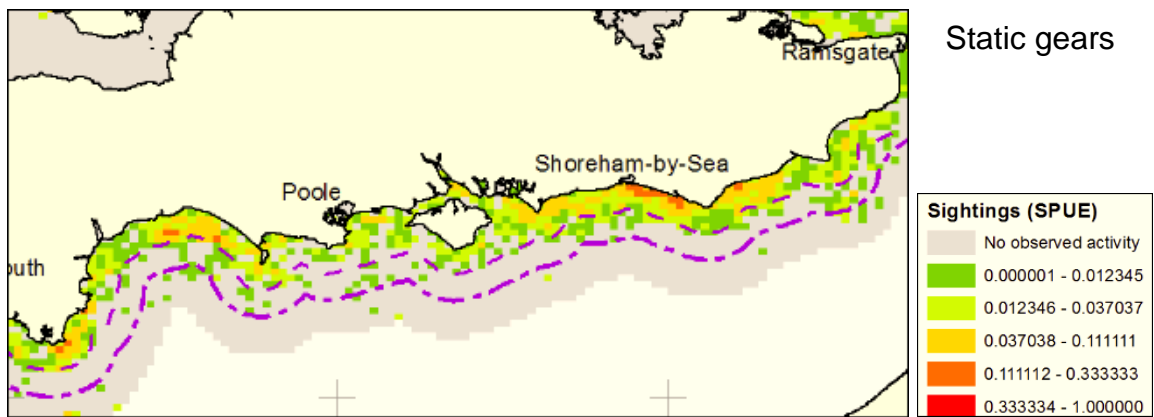 Static gears
Ramsgate
Shoreham-by-Sea
Poole
outh
Sightings (SPUE)
No observed activity
0.000001 - 0.012345
0.012346 - 0.037037
0.037038 - 0.111111
0.111112 - 0.333333
0.333334 - 1.000000